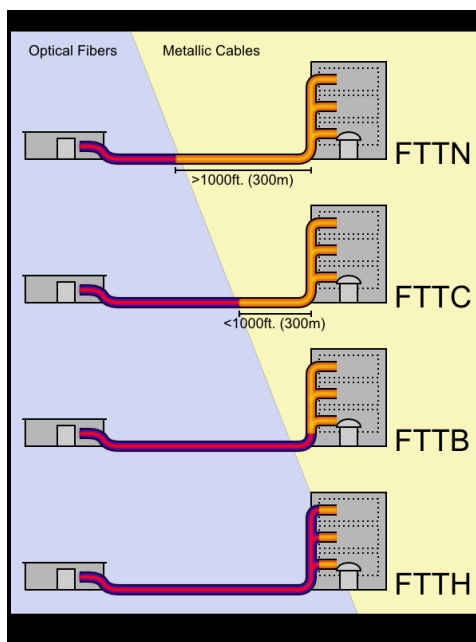 Optical Fibers
Metallic Cables
FTTN
>1000ft. (300m)
FTTC
<1000ft. (300m)
FTTB
FTTH